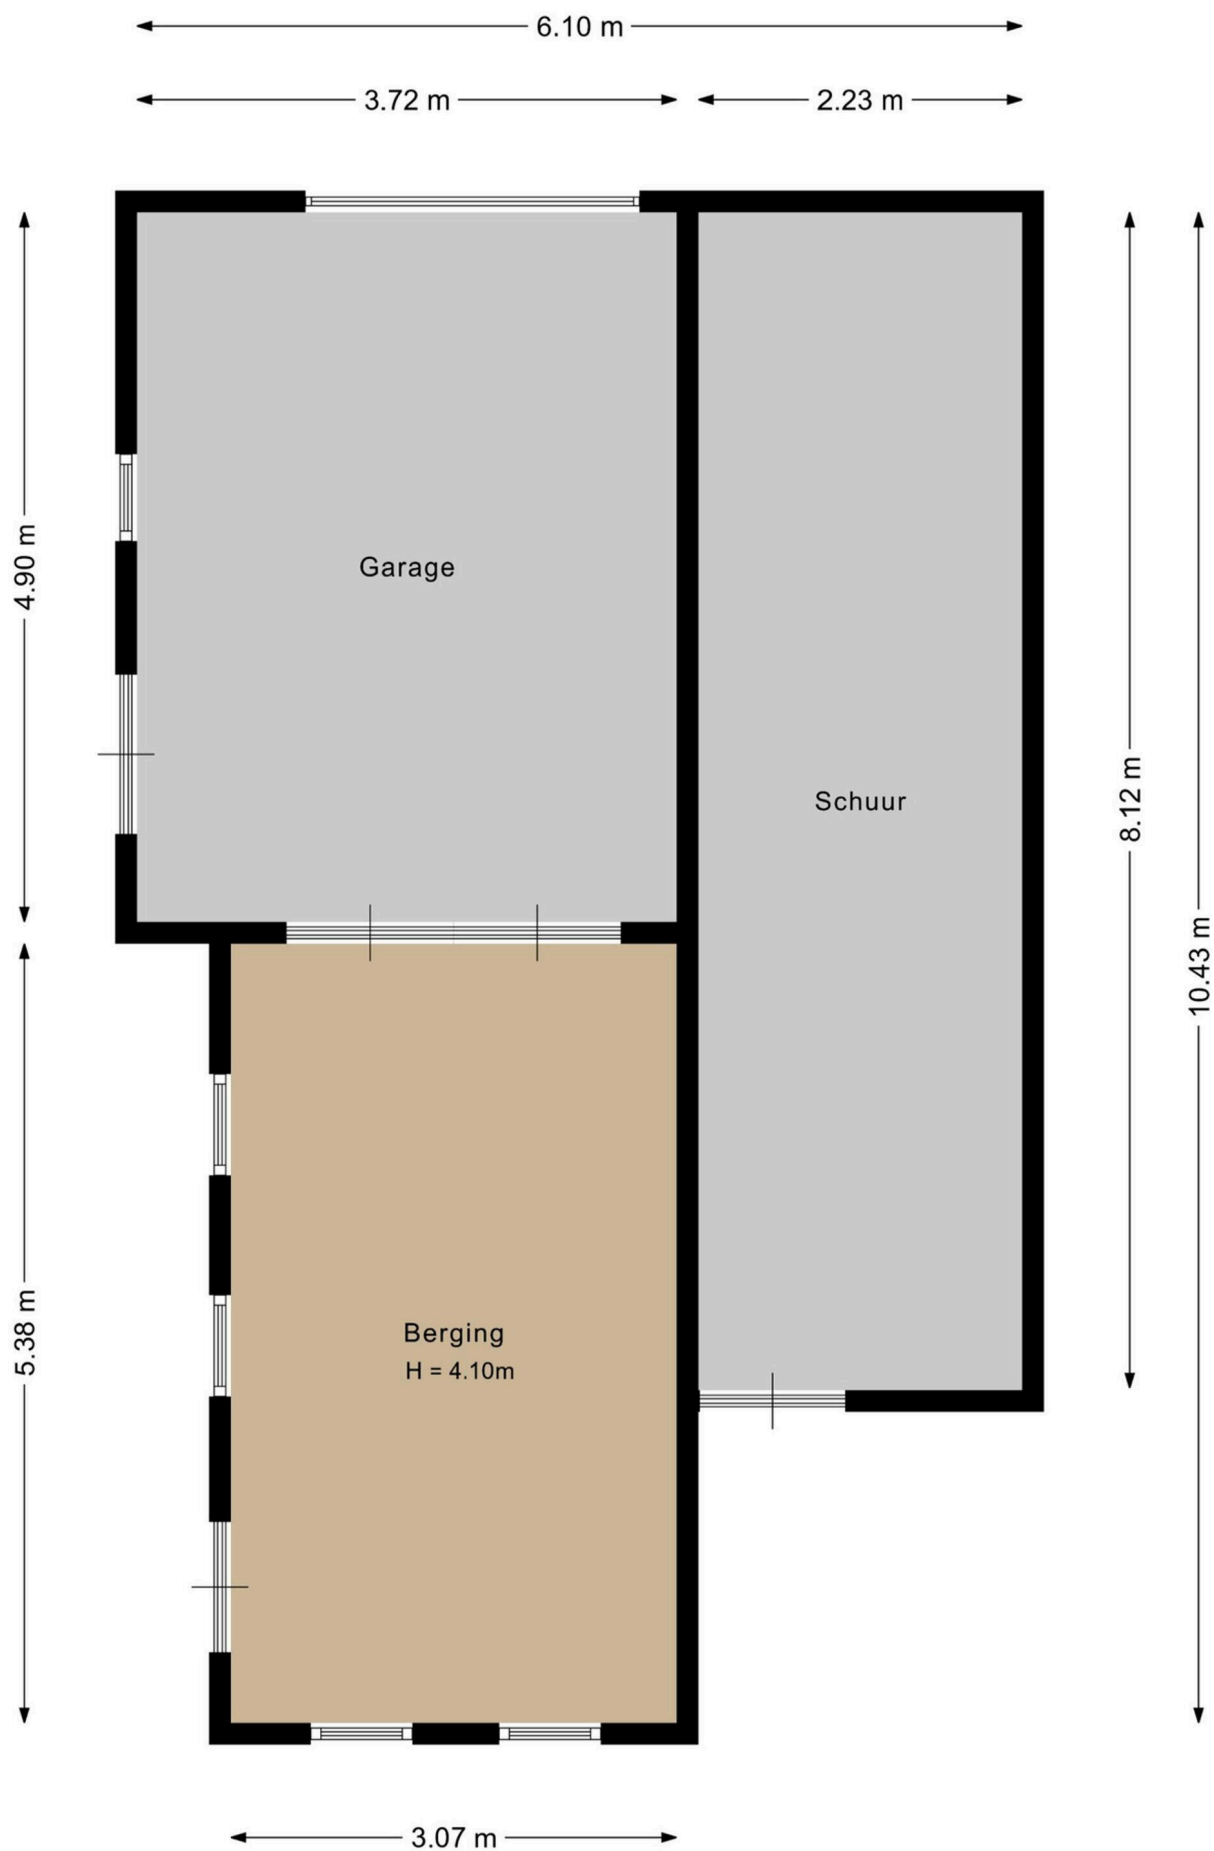 6.10 m
3.72 m
2.23 m
4.90 m
Garage
Schuur
8.12 m
10.43 m
5.38 m
Berging
H = 4.10m
3.07 m